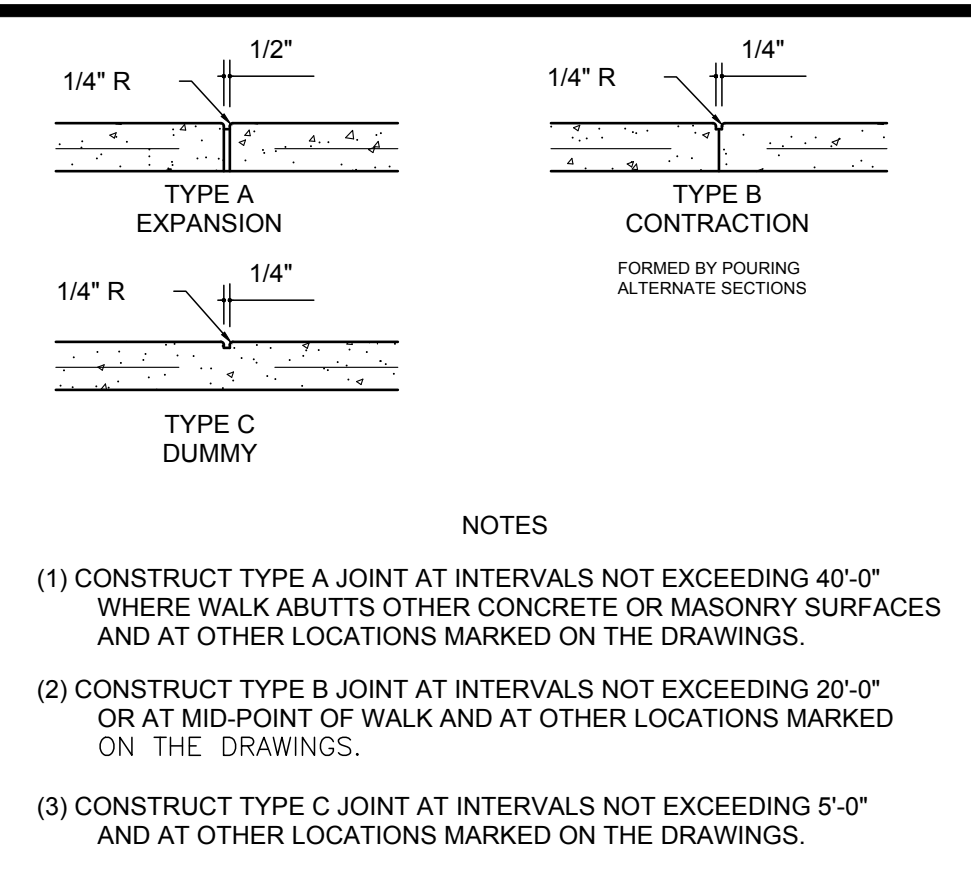 1/2"
1/4" R
TYPE A
EXPANSION
1/4"
1/4" R
TYPE B
CONTRACTION
FORMED BY POURING
ALTERNATE SECTIONS
1/4"
1/4" R
TYPE C
DUMMY
NOTES
(1) CONSTRUCT TYPE A JOINT AT INTERVALS NOT EXCEEDING 40'-0"
WHERE WALK ABUTTS OTHER CONCRETE OR MASONRY SURFACES
AND AT OTHER LOCATIONS MARKED ON THE DRAWINGS.
(2) CONSTRUCT TYPE B JOINT AT INTERVALS NOT EXCEEDING 20'-0"
OR AT MID-POINT OF WALK AND AT OTHER LOCATIONS MARKED
ON THE DRAWINGS.
(3) CONSTRUCT TYPE C JOINT AT INTERVALS NOT EXCEEDING 5'-0"
AND AT OTHER LOCATIONS MARKED ON THE DRAWINGS.